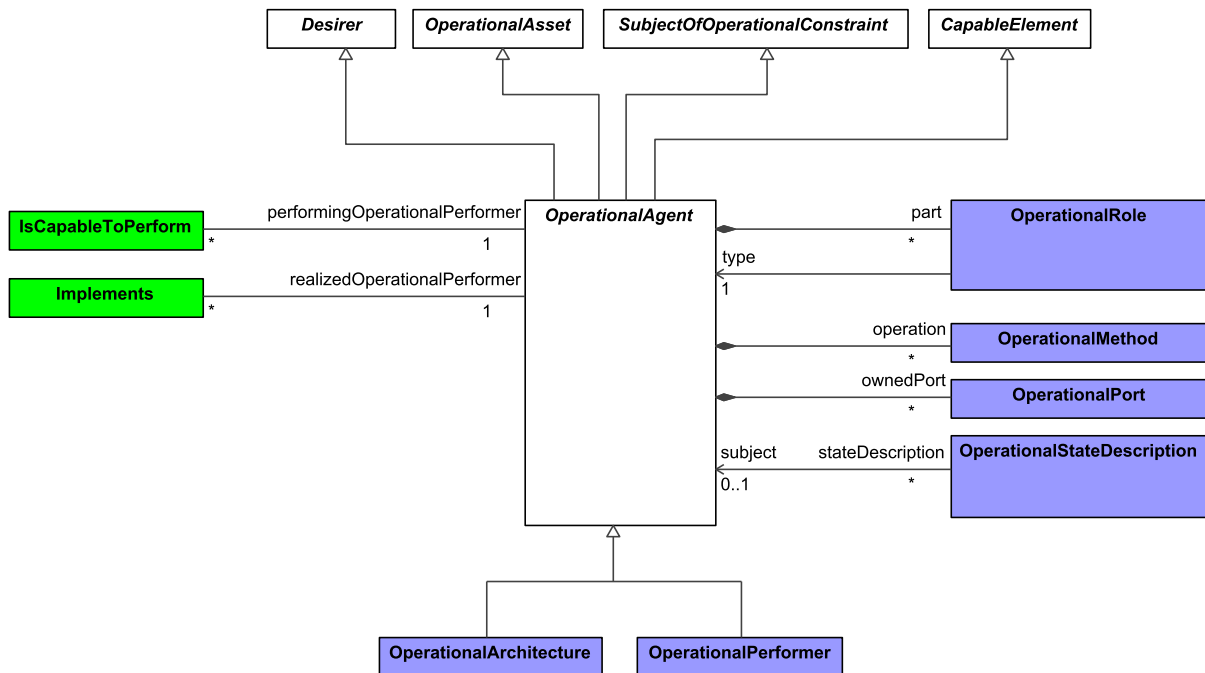 Desirer
OperationalAsset
SubjectOfOperationalConstraint
CapableElement
IsCapableToPerform
performingOperationalPerformer
*
1
OperationalAgent
part
*
OperationalRole
type
1
Implements
realizedOperationalPerformer
*
1
operation
*
OperationalMethod
ownedPort
*
OperationalPort
subject
0..1
stateDescription
*
OperationalStateDescription
OperationalArchitecture
OperationalPerformer